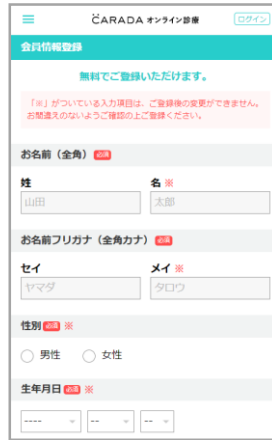 CARADA オンライン診療 ログイン
会員情報登録
無料でご登録いただけます。
「※」がついている入力項目は、ご登録後の変更ができません。
お間違えのないようご確認の上ご登録ください。
お名前（全角） 必須
姓 名 ※
山田 太郎
お名前フリガナ（全角カナ） 必須
セイ メイ ※
ヤマダ タロウ
性別 必須 ※
男性 女性
生年月日 必須 ※
---- -- --